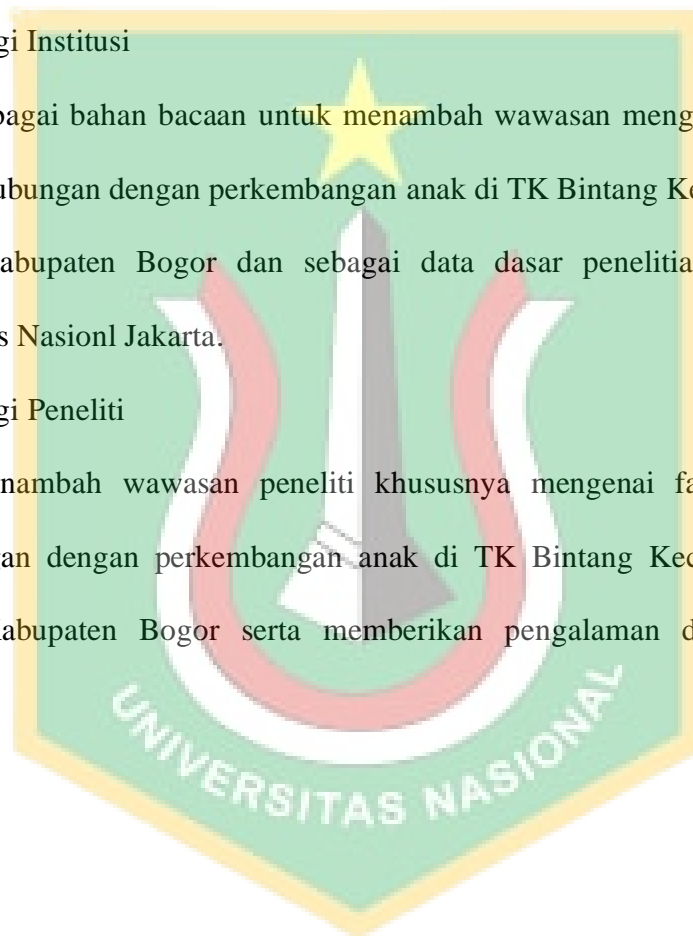 gi Institusi
bagai bahan bacaan untuk menambah wawasan meng
ubungan dengan perkembangan anak di TK Bintang Ke
abupaten Bogor dan sebagai data dasar penelitia
s Nasionl Jakarta.
gi Peneliti
nambah wawasan peneliti khususnya mengenai fa
gan dengan perkembangan anak di TK Bintang Kec
abupaten Bogor serta memberikan pengalaman d
UNIVERSITAS NASIONAL